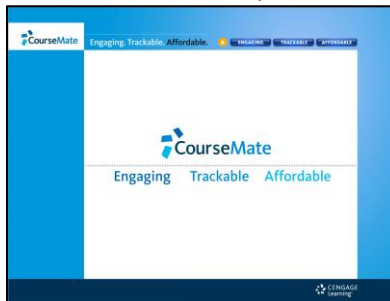 CourseMate Engaging. Trackable. Affordable. ENGAGING TRACKABLE AFFORDABLE
CourseMate
Engaging Trackable Affordable
CENGAGE
Learning